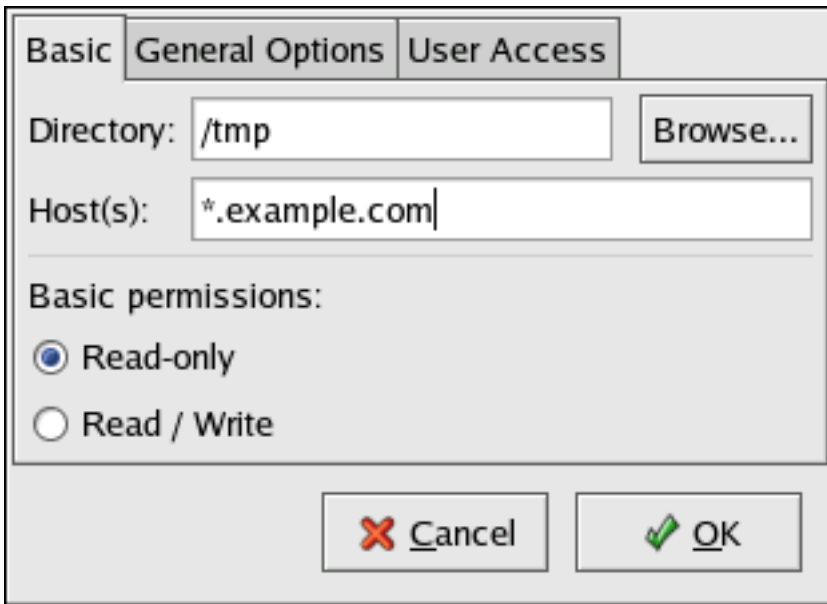 Basic General Options User Access
Directory: /tmp Browse...
Host(s): *.example.com
Basic permissions:
Read-only
Read / Write
Cancel OK